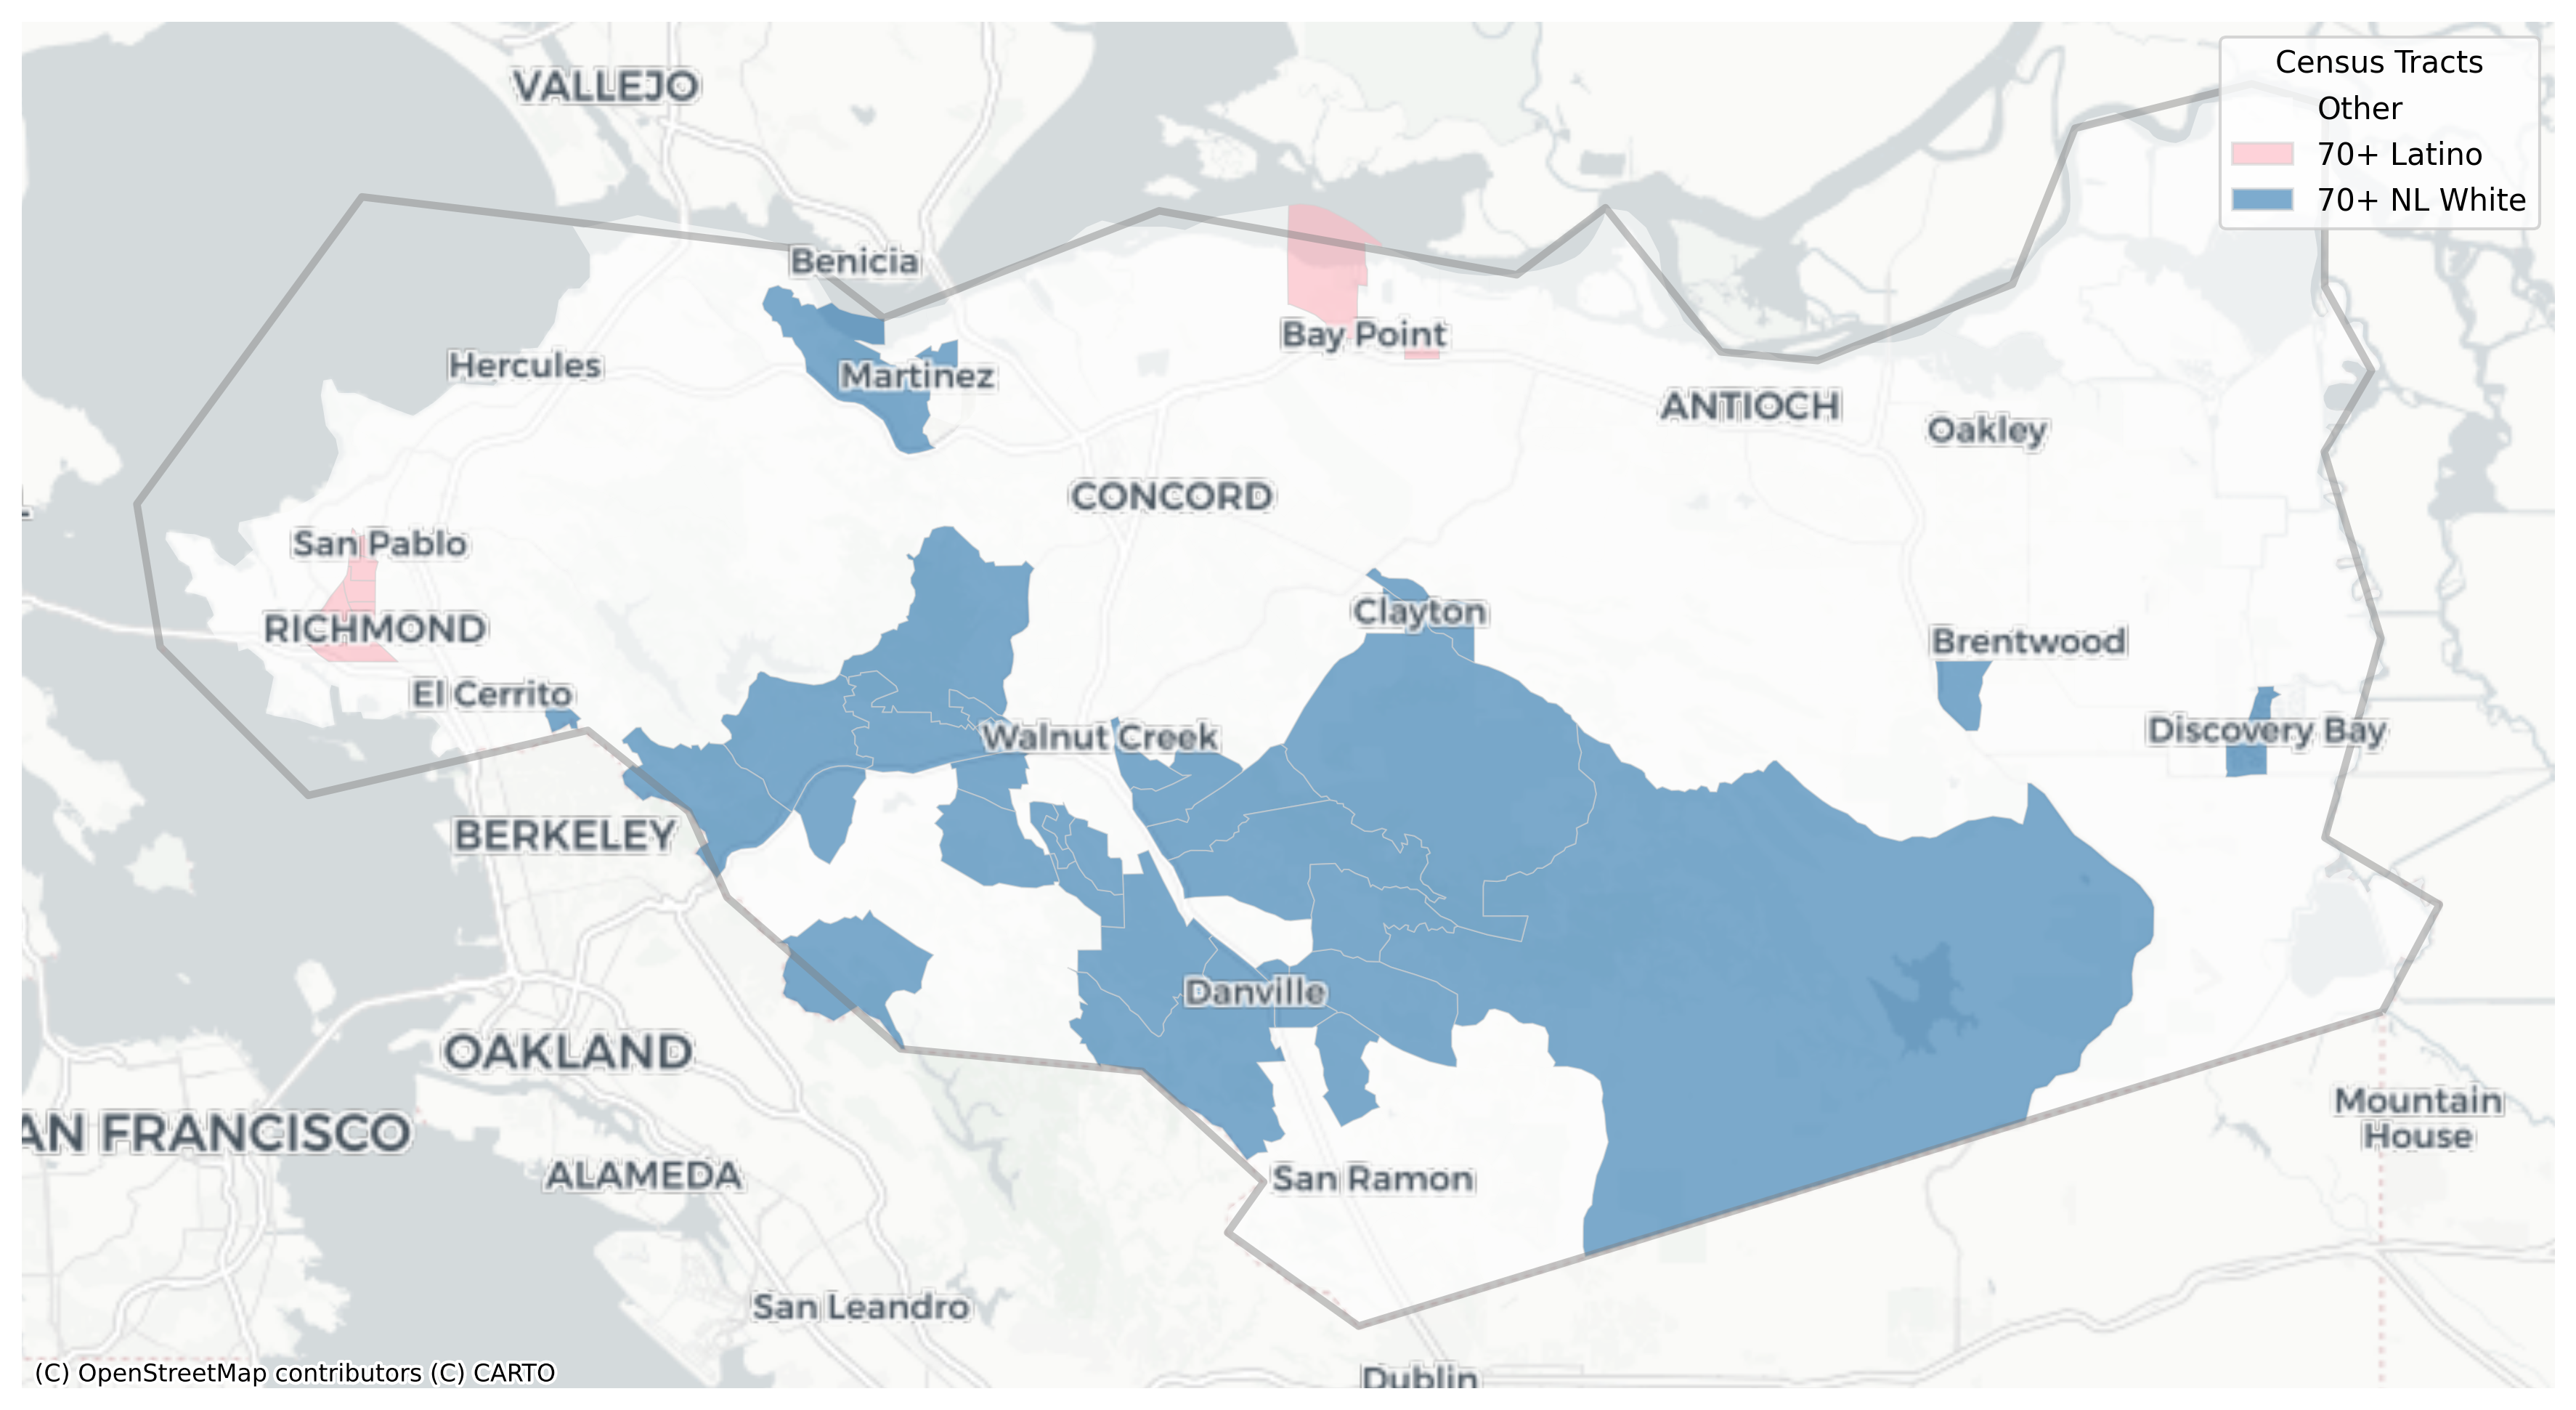 VALLEJO
Census Tracts
Other
70+ Latino
70+ NL White
Benicia
Hercules
Martinez
Bay Point
ANTIOCH
Oakley
CONCORD
San Pablo
RICHMOND
Clayton
Brentwood
El Cerrito
Walnut Creek
Discovery Bay
BERKELEY
Danville
OAKLAND
AN FRANCISCO
ALAMEDA
San Ramon
Mountain
House
San Leandro
Dublin
(C) OpenStreetMap contributors (C) CARTO